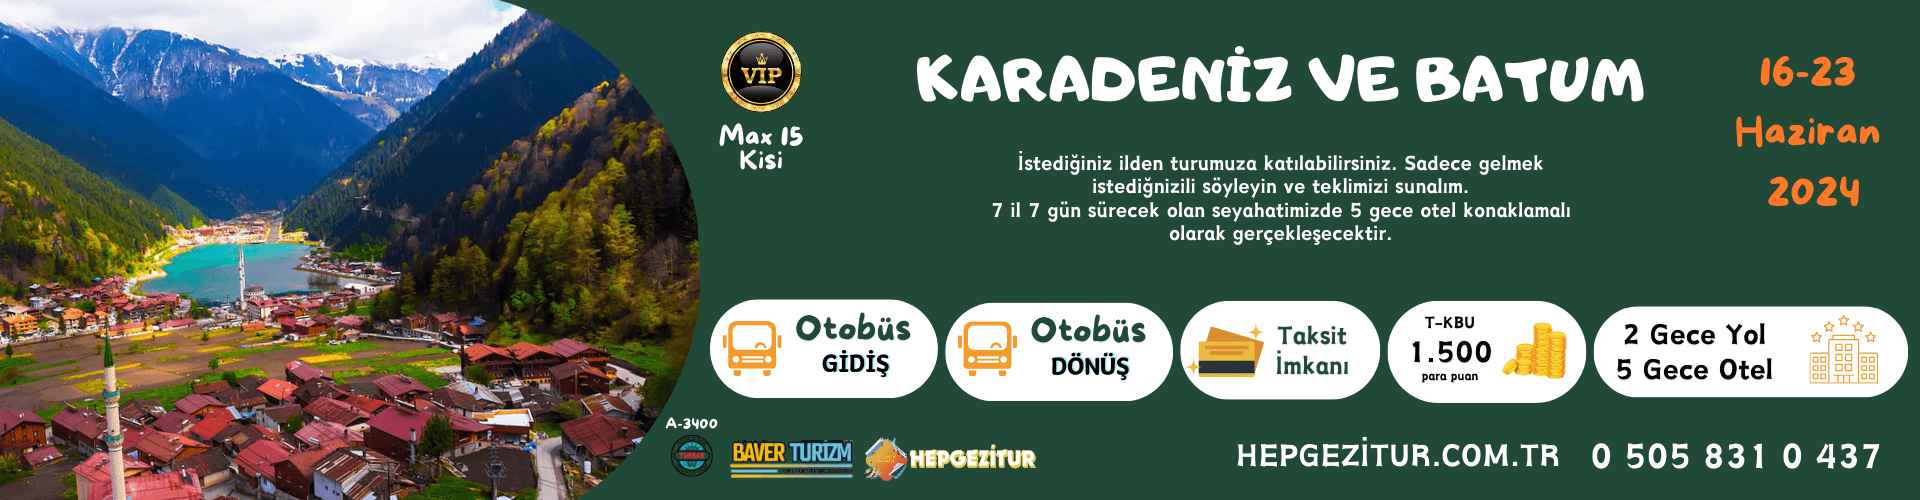 VIP
Max 15
Kisi
KARADENİZ VE BATUM
16-23
Haziran
2024
İstediğiniz ilden turumuza katılabilirsiniz. Sadece gelmek
istediğnizili söyleyin ve teklimizi sunalım.
7 il 7 gün sürecek olan seyahatimizde 5 gece otel konaklamalı
olarak gerçekleşecektir.
Otobüs
GİDİŞ
Otobüs
DÖNÜŞ
Taksit
İmkanı
T-KBU
1.500
para puan
2 Gece Yol
5 Gece Otel
A-3400
TURSAB
BAVER TURİZM
HEPGEZİTUR
HEPGEZİTUR.COM.TR
0 505 831 0 437